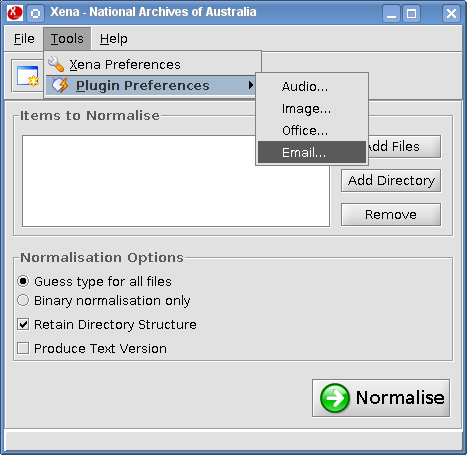 Xena - National Archives of Australia
File Tools Help
Xena Preferences
Plugin Preferences
Audio...
Image...
Office...
Email...
Items to Normalise
Add Files
Add Directory
Remove
Normalisation Options
Guess type for all files
Binary normalisation only
Retain Directory Structure
Produce Text Version
Normalise